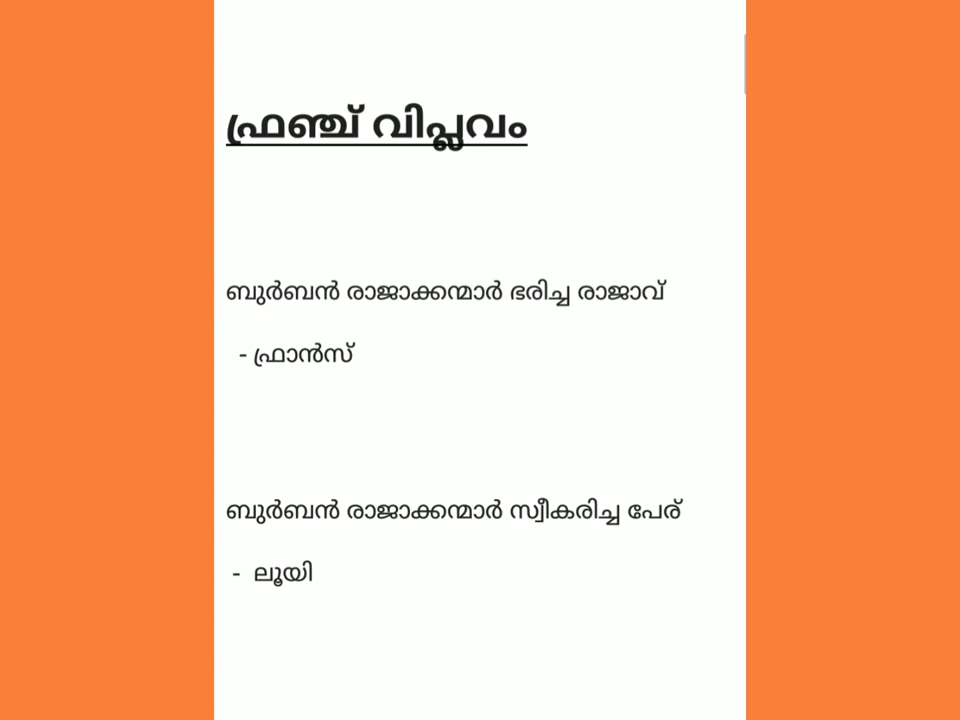 ഫ്രഞ്ച് വിപ്ലവം
ബുർബൻ രാജാക്കന്മാർ ഭരിച്ച രാജാവ്
- ഫ്രാൻസ്
ബുർബൻ രാജാക്കന്മാർ സ്വീകരിച്ച പേര്
- ലൂയി